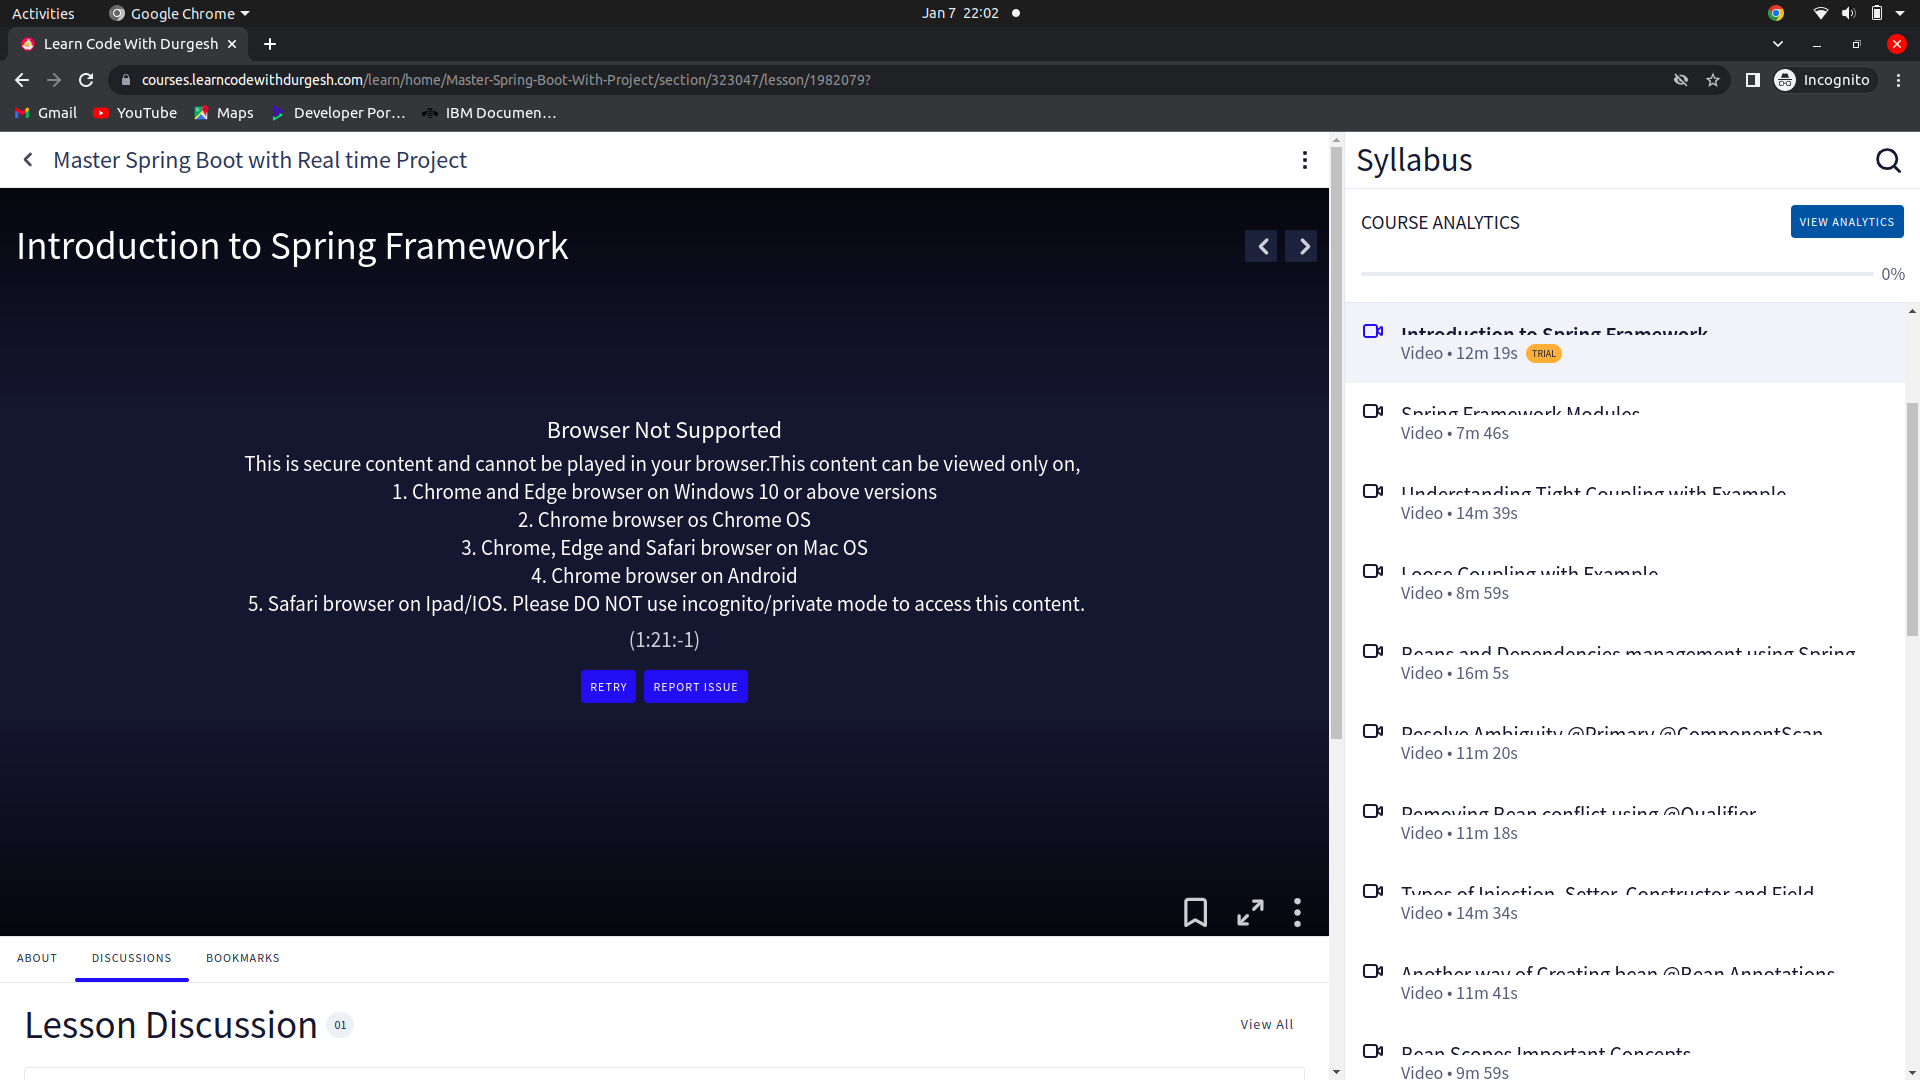 Activities
Google Chrome
Jan 7 22:02
Learn Code With Durgesh
courses.learncodewithdurgesh.com/learn/home/Master-Spring-Boot-With-Project/section/323047/lesson/1982079?
Incognito
Gmail
YouTube
Maps
Developer Por...
IBM Documen...
Master Spring Boot with Real time Project
Introduction to Spring Framework
Browser Not Supported
This is secure content and cannot be played in your browser.This content can be viewed only on,
1. Chrome and Edge browser on Windows 10 or above versions
2. Chrome browser os Chrome OS
3. Chrome, Edge and Safari browser on Mac OS
4. Chrome browser on Android
5. Safari browser on Ipad/IOS. Please DO NOT use incognito/private mode to access this content.
(1:21:-1)
RETRY
REPORT ISSUE
ABOUT
DISCUSSIONS
BOOKMARKS
Lesson Discussion
01
View All
Syllabus
COURSE ANALYTICS
VIEW ANALYTICS
0%
Introduction to Spring Framework
Video • 12m 19s TRIAL
Spring Framework Modules
Video • 7m 46s
Understanding Tight Coupling with Example
Video • 14m 39s
Loose Coupling with Example
Video • 8m 59s
Beans and Dependencies management using Spring
Video • 16m 5s
Resolve Ambiguity @Primary @ComponentScan
Video • 11m 20s
Removing Bean conflict using @Qualifier
Video • 11m 18s
Types of Injection, Setter, Constructor and Field
Video • 14m 34s
Another way of Creating bean @Bean Annotations
Video • 11m 41s
Bean Scopes Important Concepts
Video • 9m 59s